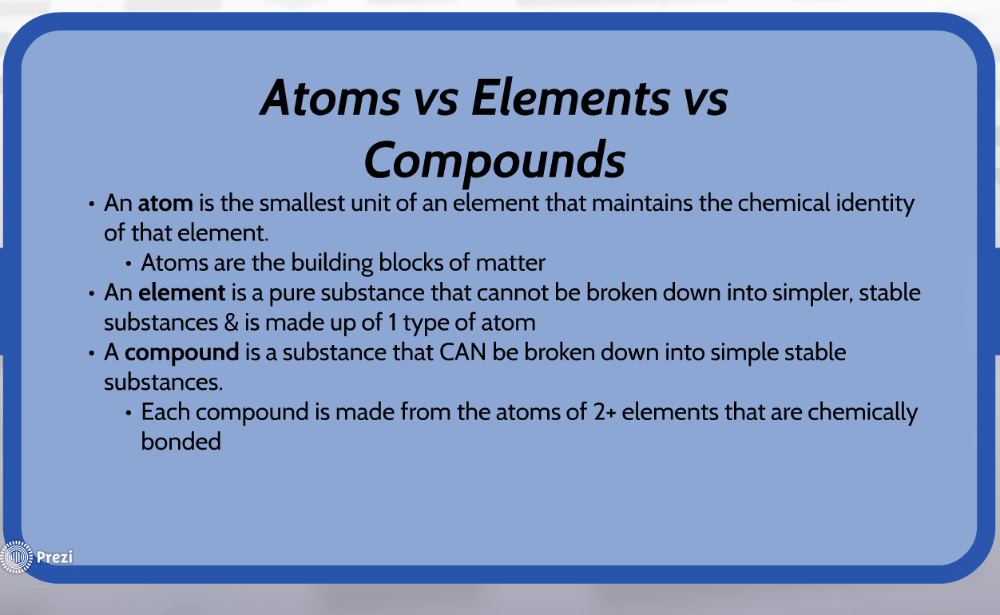 Atoms vs Elements vs
Compounds
• An atom is the smallest unit of an element that maintains the chemical identity
of that element.
• Atoms are the building blocks of matter
• An element is a pure substance that cannot be broken down into simpler, stable
substances & is made up of 1 type of atom
• A compound is a substance that CAN be broken down into simple stable
substances.
• Each compound is made from the atoms of 2+ elements that are chemically
bonded
Prezi